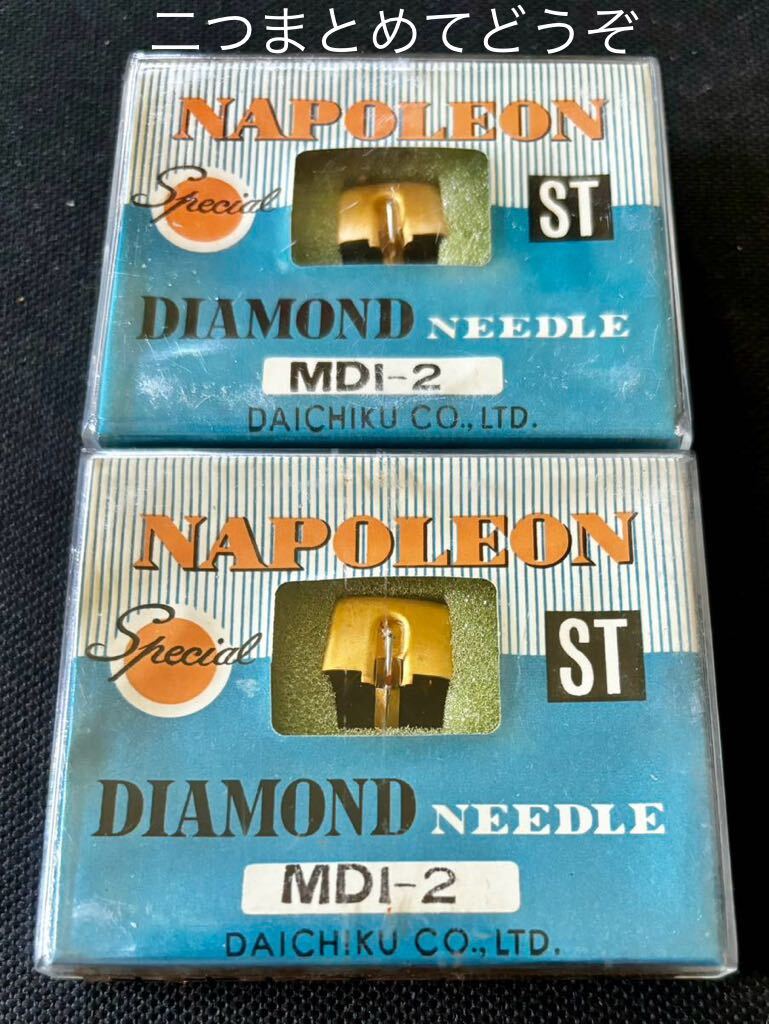 二つまとめてどうぞ
NAPOLEON
Special
ST
DIAMOND NEEDLE
MDI-2
DAICHIKU CO.,LTD.
NAPOLEON
Special
ST
DIAMOND NEEDLE
MDI-2
DAICHIKU CO.,LTD.